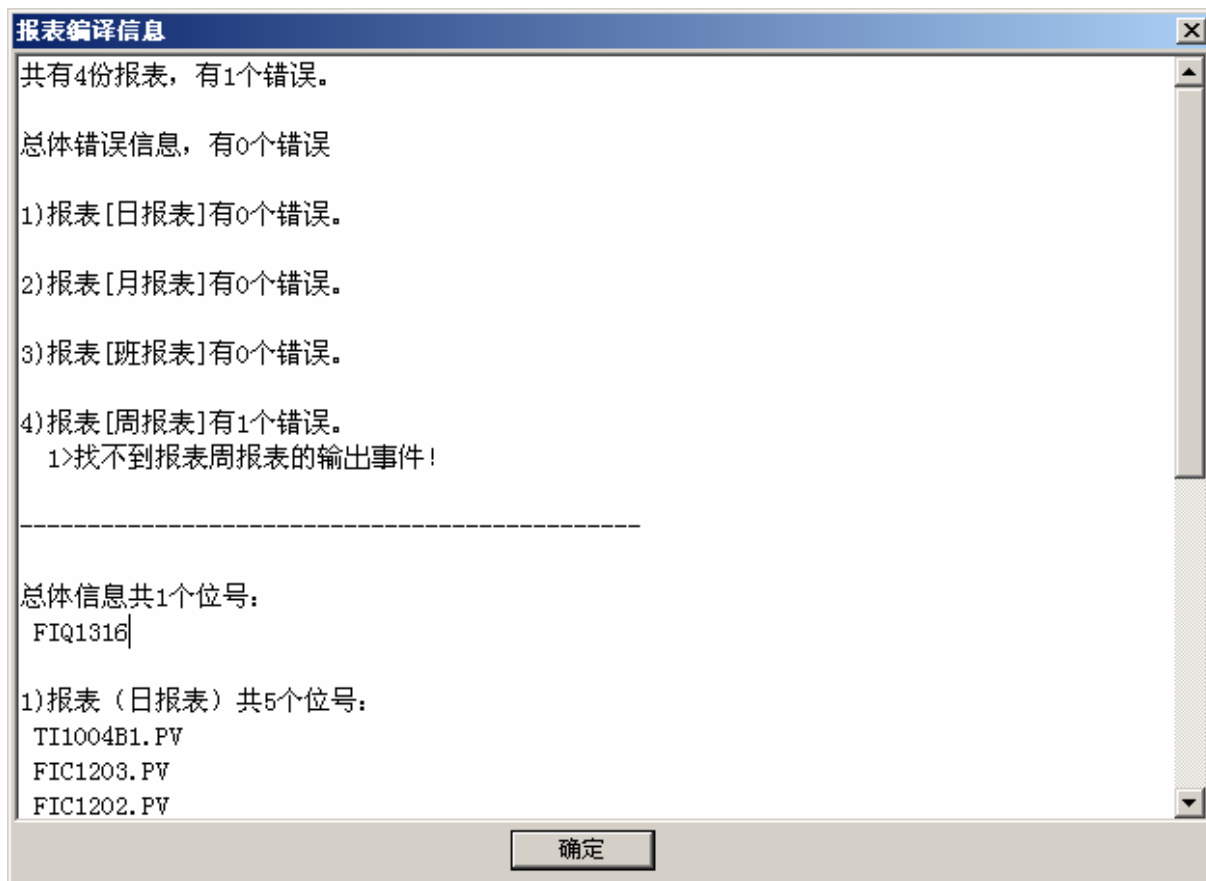 报表编译信息
共有4份报表，有1个错误。
总体错误信息，有0个错误
1)报表[日报表]有0个错误。
2)报表[月报表]有0个错误。
3)报表[班报表]有0个错误。
4)报表[周报表]有1个错误。
1>找不到报表周报表的输出事件!
----------------------------------------------
总体信息共1个位号：
FIQ1316
1)报表（日报表）共5个位号：
TI1004B1.PV
FIC1203.PV
FIC1202.PV
确定